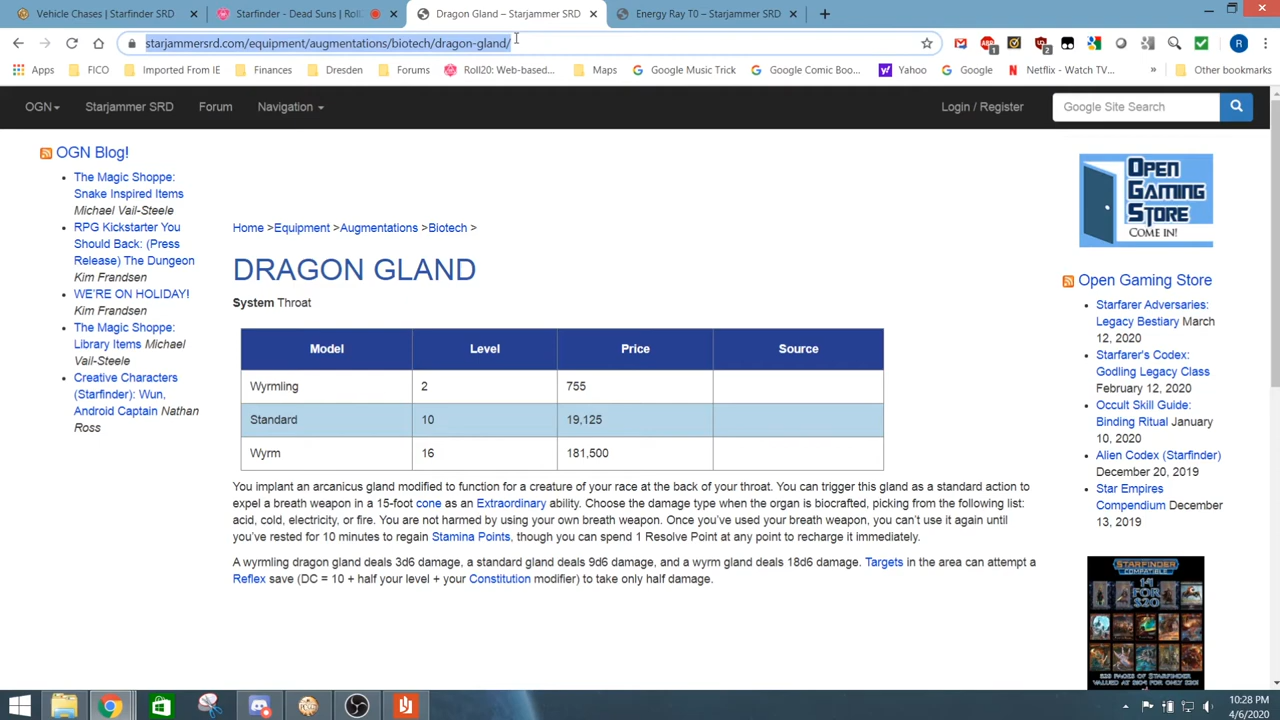 Vehicle Chases | Starfinder SRD
Starfinder - Dead Suns | Roll
Dragon Gland – Starjammer SRD
Energy Ray T0 – Starjammer SRD
starjammersrd.com/equipment/augmentations/biotech/dragon-gland/
Apps
FICO
Imported From IE
Finances
Dresden
Forums
Roll20: Web-based...
Maps
Google Music Trick
Google Comic Boo...
Yahoo
Google
Netflix - Watch TV...
»
Other bookmarks
OGN
Starjammer SRD
Forum
Navigation
Login / Register
Google Site Search
OGN Blog!
The Magic Shoppe:
Snake Inspired Items
Michael Vail-Steele
RPG Kickstarter You
Should Back: (Press
Release) The Dungeon
Kim Frandsen
WE'RE ON HOLIDAY!
Kim Frandsen
The Magic Shoppe:
Library Items Michael
Vail-Steele
Creative Characters
(Starfinder): Wun,
Android Captain Nathan
Ross
Home >Equipment >Augmentations >Biotech >
DRAGON GLAND
System Throat
Model Level Price Source
Wyrmling 2 755
Standard 10 19,125
Wyrm 16 181,500
You implant an arcanicus gland modified to function for a creature of your race at the back of your throat. You can trigger this gland as a standard action to
expel a breath weapon in a 15-foot cone as an Extraordinary ability. Choose the damage type when the organ is biocrafted, picking from the following list:
acid, cold, electricity, or fire. You are not harmed by using your own breath weapon. Once you've used your breath weapon, you can't use it again until
you've rested for 10 minutes to regain Stamina Points, though you can spend 1 Resolve Point at any point to recharge it immediately.
A wyrmling dragon gland deals 3d6 damage, a standard gland deals 9d6 damage, and a wyrm gland deals 18d6 damage. Targets in the area can attempt a
Reflex save (DC = 10 + half your level + your Constitution modifier) to take only half damage.
OPEN
GAMING
STORE
COME IN!
Open Gaming Store
Starfarer Adversaries:
Legacy Bestiary March
12, 2020
Starfarer's Codex:
Godling Legacy Class
February 12, 2020
Occult Skill Guide:
Binding Ritual January
10, 2020
Alien Codex (Starfinder)
December 20, 2019
Star Empires
Compendium December
13, 2019
STARFINDER
COMPATIBLE
14
FOR
$20
10:28 PM
4/6/2020